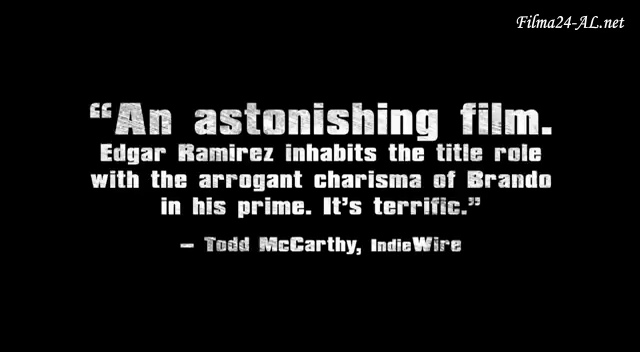 Filma24-AL.net
“An astonishing film.
Edgar Ramirez inhabits the title role
with the arrogant charisma of Brando
in his prime. It’s terrific.”
– Todd McCarthy, IndieWire